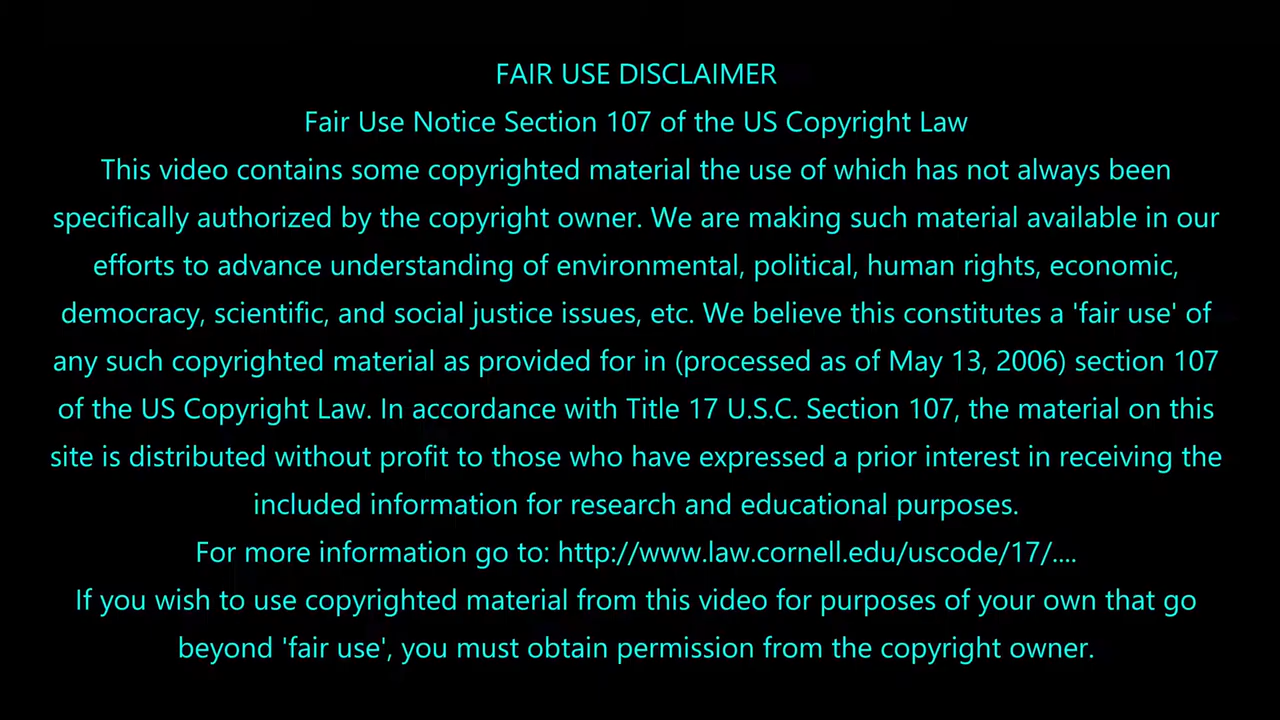 FAIR USE DISCLAIMER
Fair Use Notice Section 107 of the US Copyright Law
This video contains some copyrighted material the use of which has not always been
specifically authorized by the copyright owner. We are making such material available in our
efforts to advance understanding of environmental, political, human rights, economic,
democracy, scientific, and social justice issues, etc. We believe this constitutes a 'fair use' of
any such copyrighted material as provided for in (processed as of May 13, 2006) section 107
of the US Copyright Law. In accordance with Title 17 U.S.C. Section 107, the material on this
site is distributed without profit to those who have expressed a prior interest in receiving the
included information for research and educational purposes.
For more information go to: http://www.law.cornell.edu/uscode/17/....
If you wish to use copyrighted material from this video for purposes of your own that go
beyond 'fair use', you must obtain permission from the copyright owner.